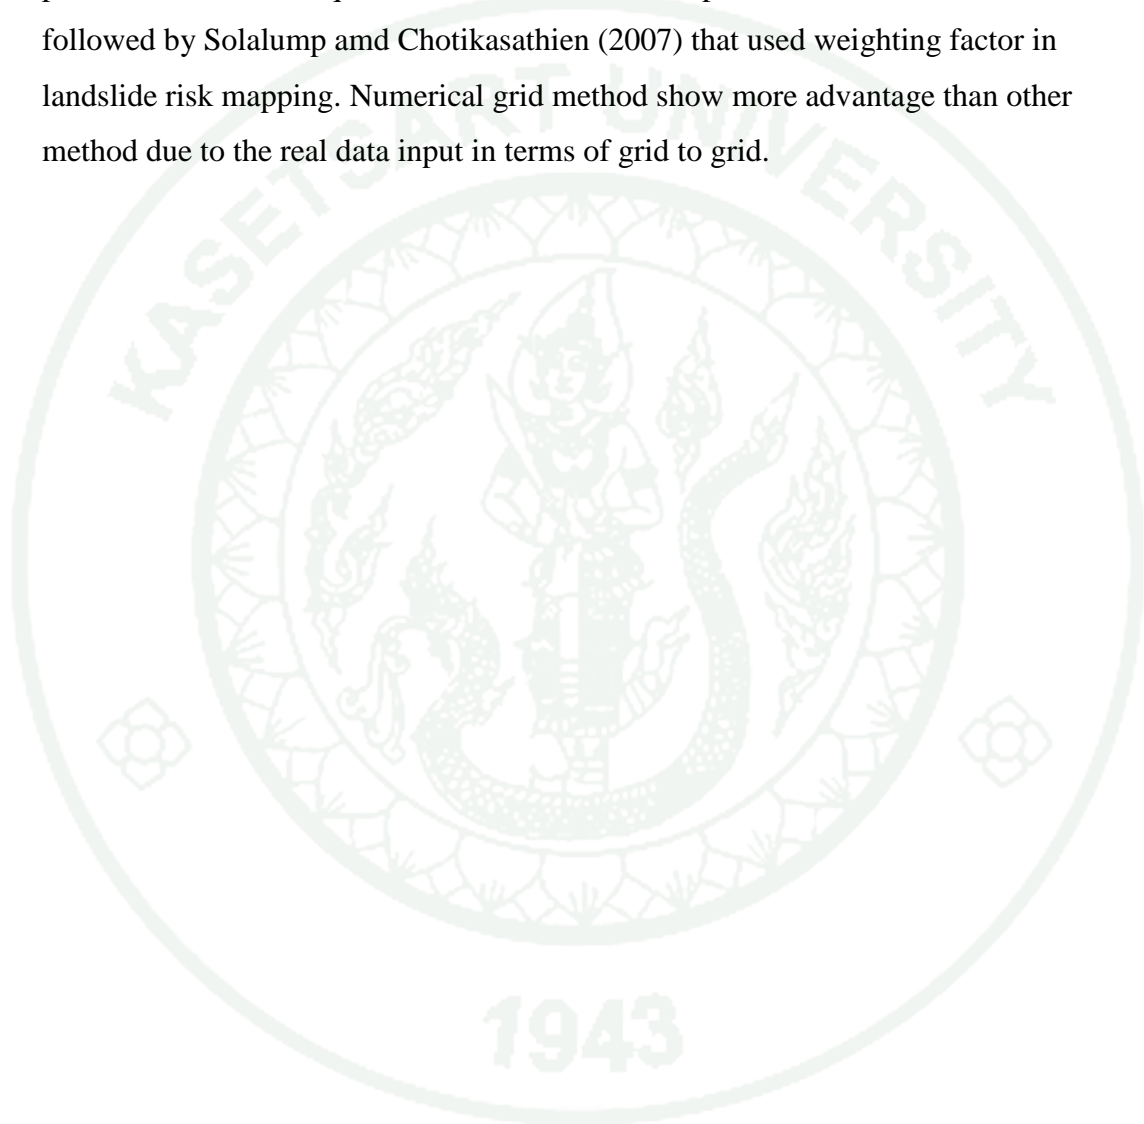 followed by Solalump amd Chotikasathien (2007) that used weighting factor in
landslide risk mapping. Numerical grid method show more advantage than other
method due to the real data input in terms of grid to grid.
KASETSART UNIVERSITY
1943